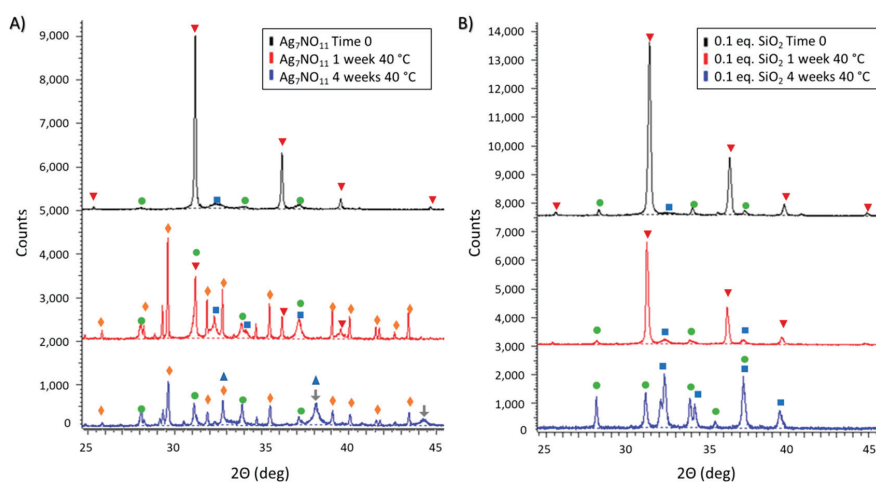 A)
Ag₇NO₁₁ Time 0
Ag₇NO₁₁ 1 week 40 °C
Ag₇NO₁₁ 4 weeks 40 °C
9,000
8,000
7,000
6,000
5,000
4,000
3,000
2,000
1,000
0
Counts
25
30
35
40
45
2Θ (deg)
B)
0.1 eq. SiO₂ Time 0
0.1 eq. SiO₂ 1 week 40 °C
0.1 eq. SiO₂ 4 weeks 40 °C
14,000
13,000
12,000
11,000
10,000
9,000
8,000
7,000
6,000
5,000
4,000
3,000
2,000
1,000
0
Counts
25
30
35
40
45
2Θ (deg)